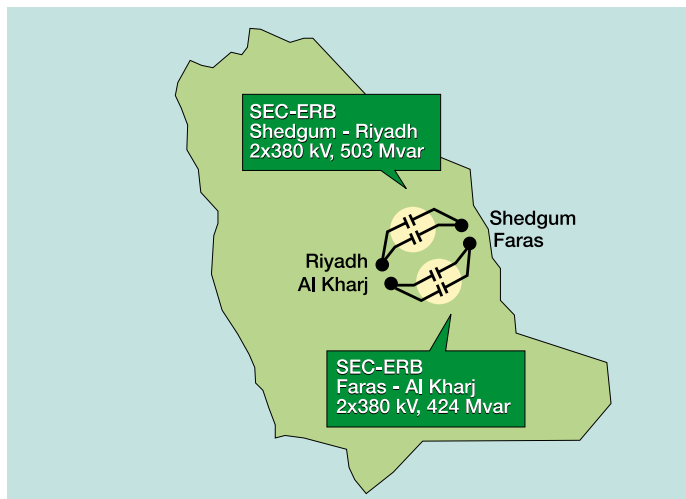 SEC-ERB
Shedgum - Riyadh
2x380 kV, 503 Mvar
Shedgum
Faras
Riyadh
Al Kharj
SEC-ERB
Faras - Al Kharj
2x380 kV, 424 Mvar